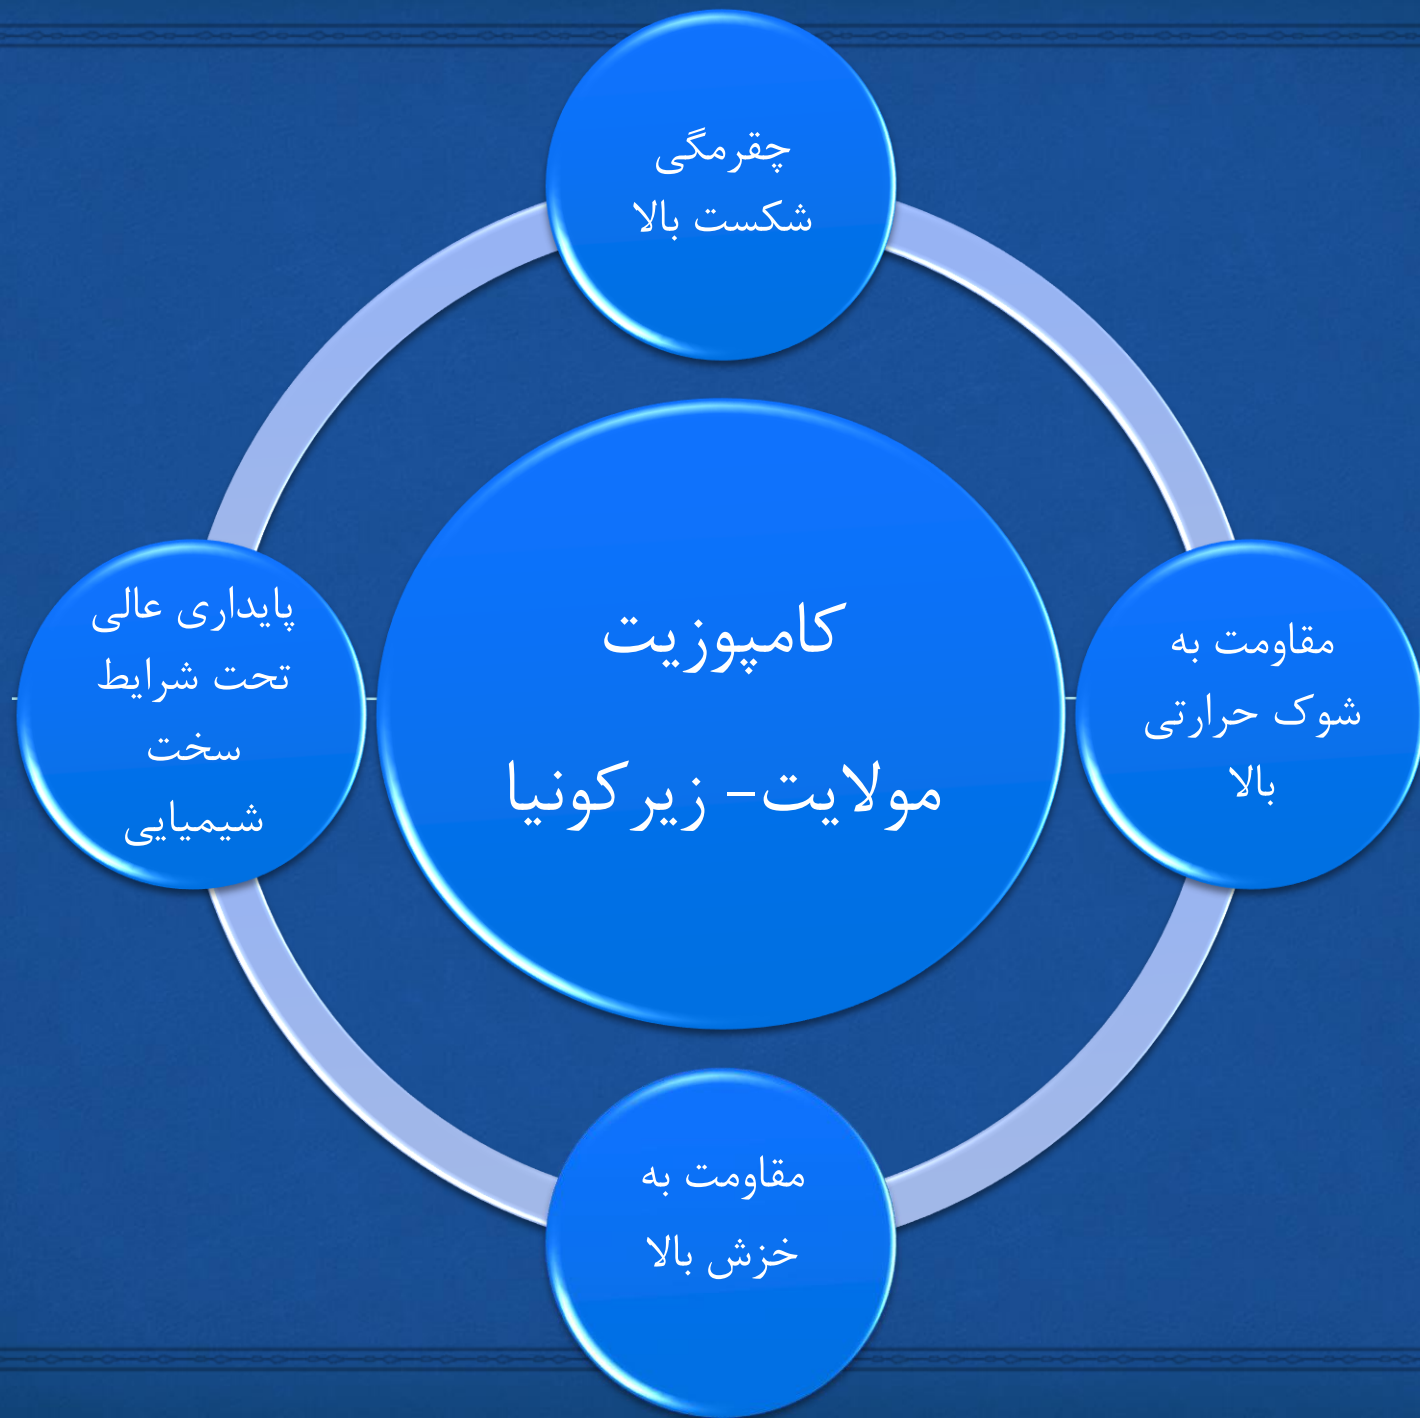 چقرمگی
شکست بالا
کامپوزیت
مولایت- زیرکونیا
مقاومت به
شوک حرارتی
بالا
مقاومت به
خزش بالا
پایداری عالی
تحت شرایط
سخت
شیمیایی